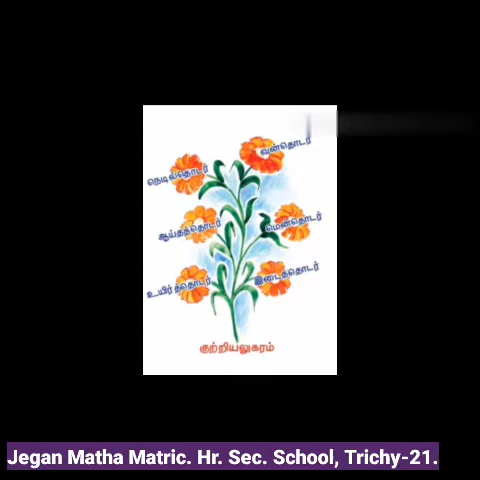 வன்தொடர்
நெடில்தொடர்
ஆய்தத்தொடர்
மென்தொடர்
உயிர்த்தொடர்
இடைத்தொடர்
குற்றியலுகரம்
Jegan Matha Matric. Hr. Sec. School, Trichy-21.